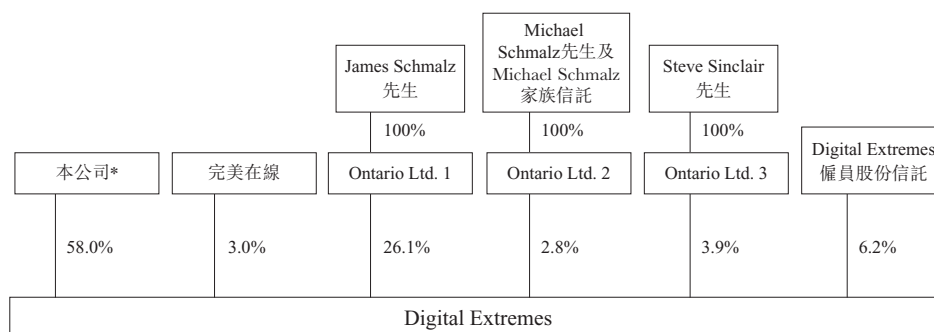 James Schmalz
先生
Michael
Schmalz先生及
Michael Schmalz
家族信託
Steve Sinclair
先生
100%
100%
100%
本公司*
完美在線
Ontario Ltd. 1
Ontario Ltd. 2
Ontario Ltd. 3
Digital Extremes
僱員股份信託
58.0%
3.0%
26.1%
2.8%
3.9%
6.2%
Digital Extremes